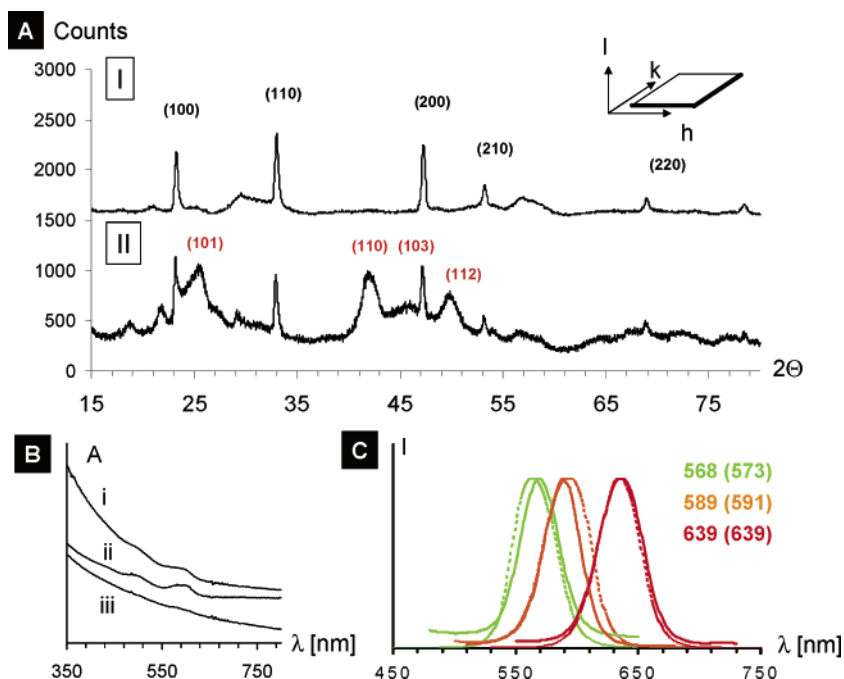 A Counts
3000
2500
2000
1500
1000
500
0
I
(100)
(110)
(200)
(210)
(220)
l
k
h
II
(101)
(110)
(103)
(112)
15 25 35 45 55 65 75
2Θ
B A
i
ii
iii
350 550 750
λ [nm]
C I
568 (573)
589 (591)
639 (639)
450 550 650 750
λ [nm]